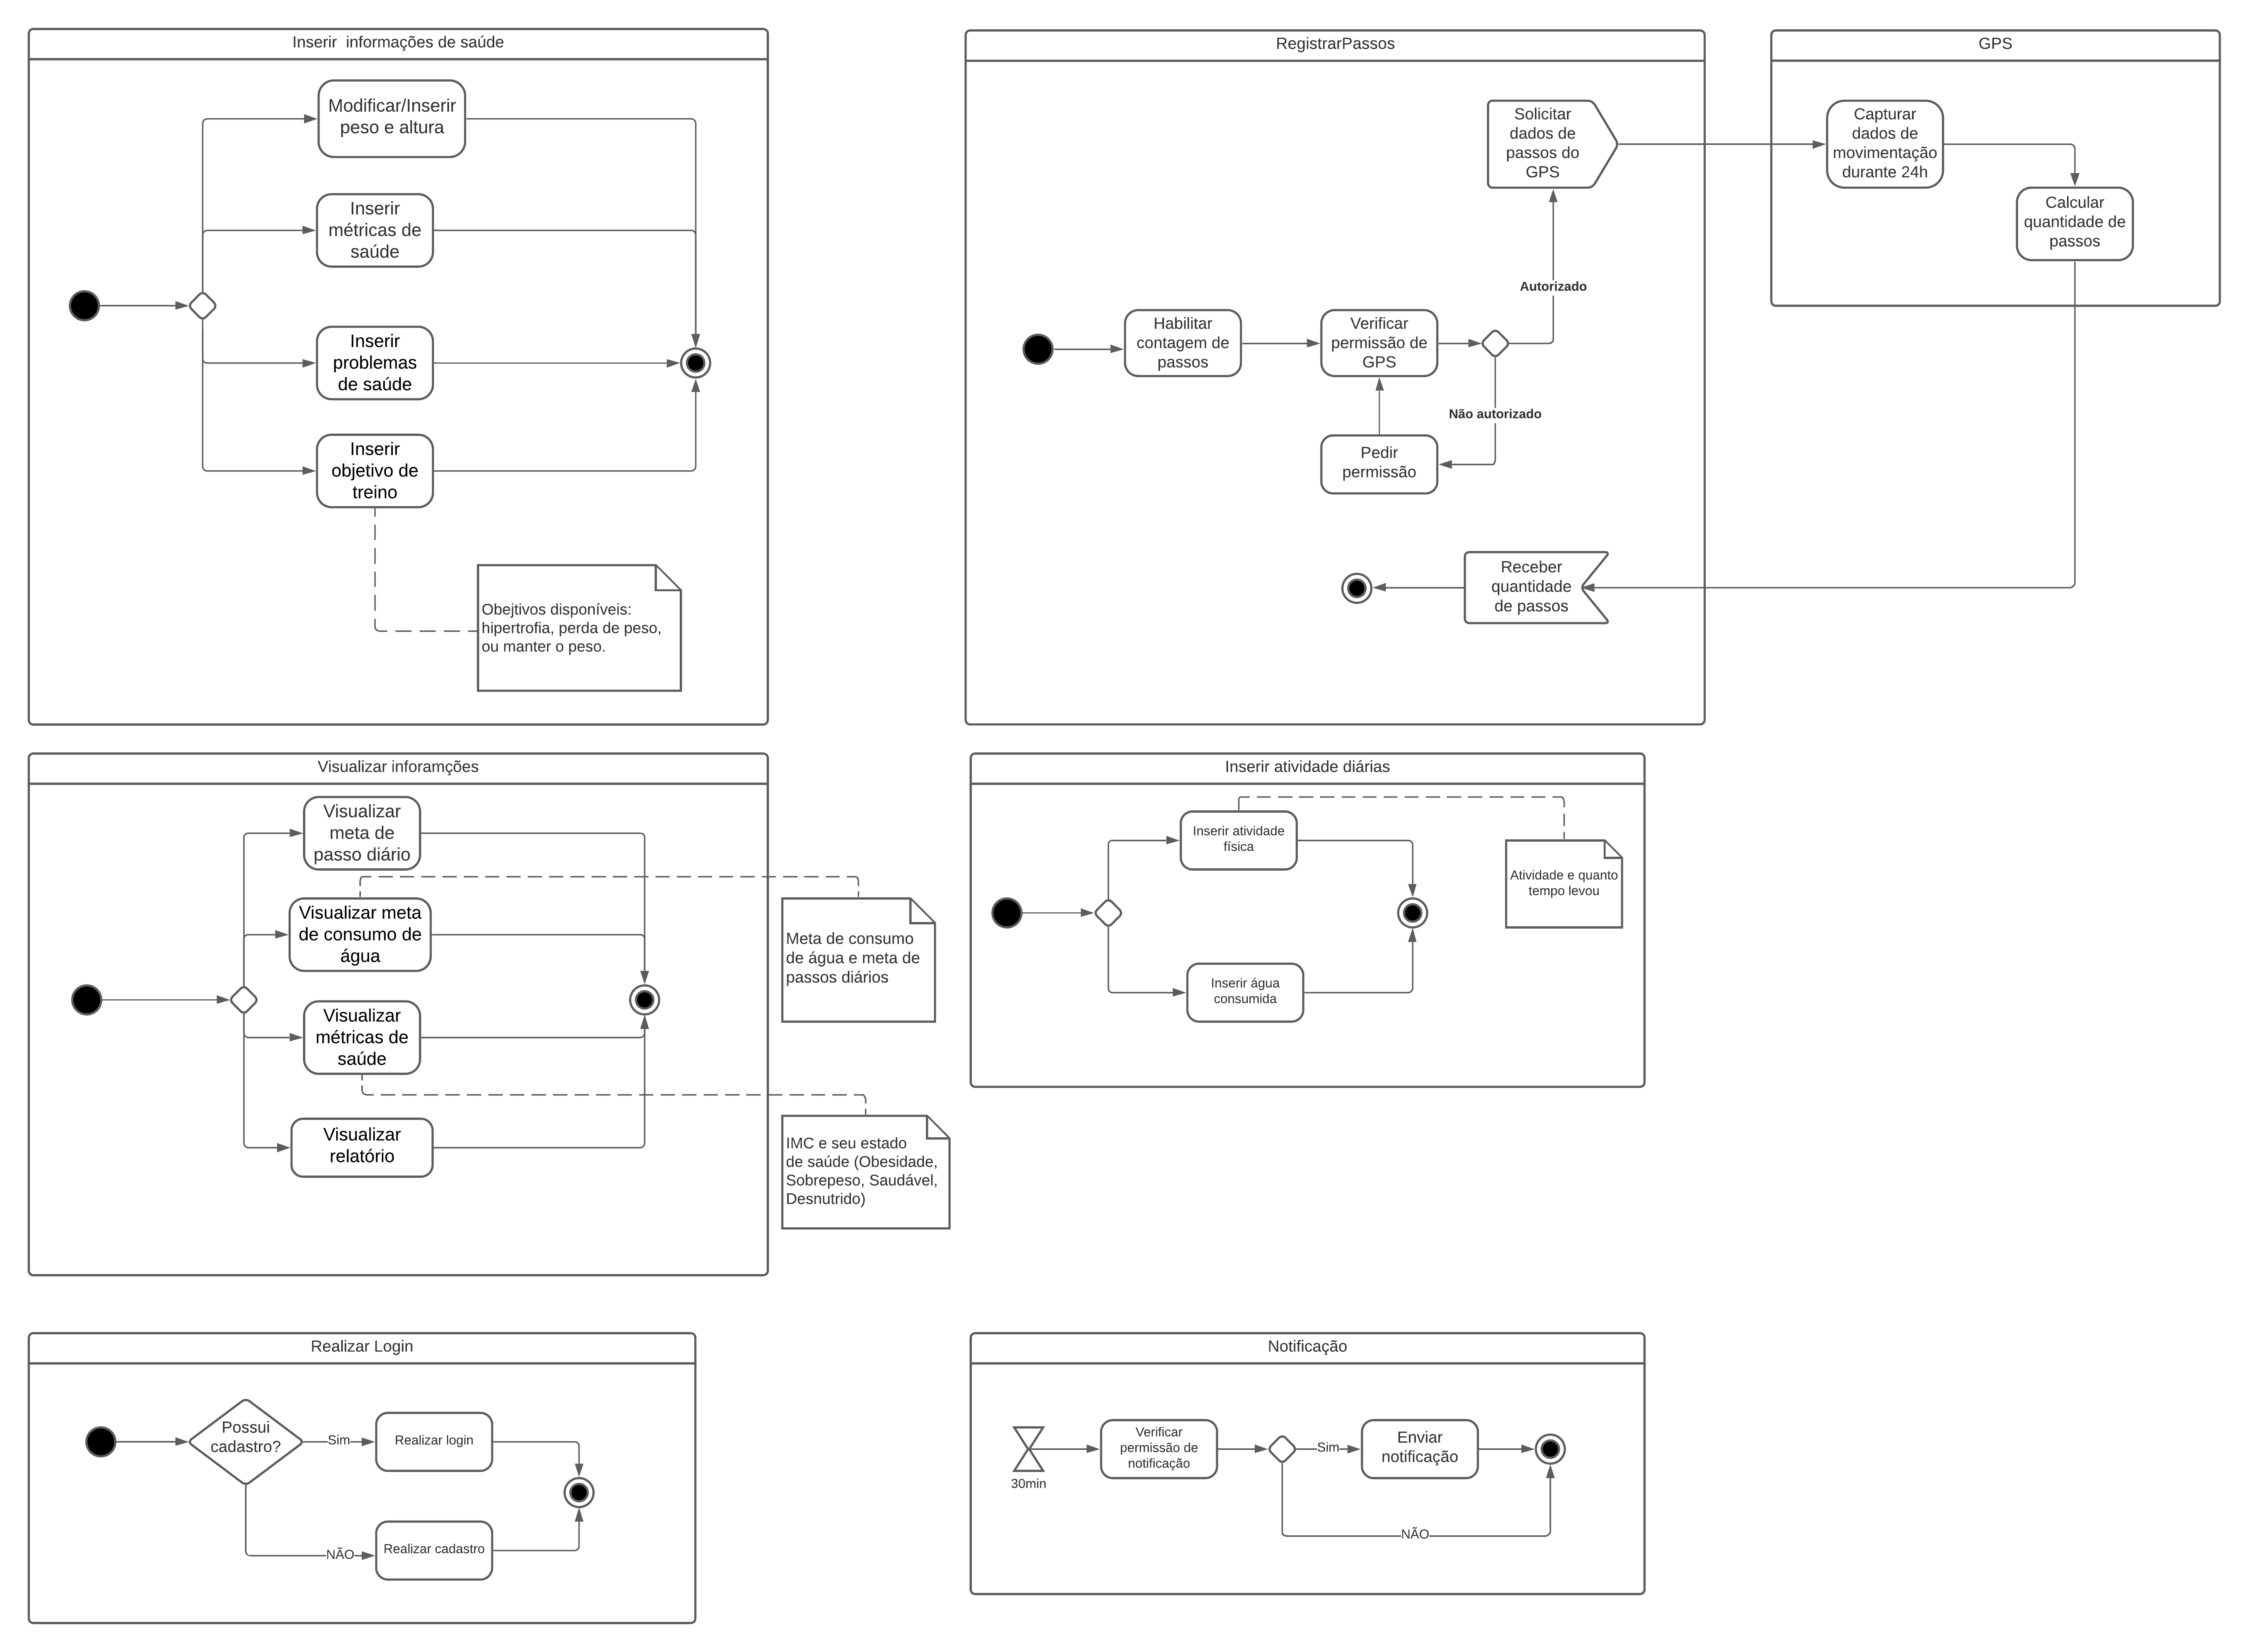 Inserir  informações de saúde
Modificar/Inserir
peso e altura
Inserir
métricas de
saúde
Inserir
problemas
de saúde
Inserir
objetivo de
treino
Obejtivos disponíveis:
hipertrofia, perda de peso,
ou manter o peso.
RegistrarPassos
Solicitar
dados de
passos do
GPS
Autorizado
Habilitar
contagem de
passos
Verificar
permissão de
GPS
Não autorizado
Pedir
permissão
Receber
quantidade
de passos
GPS
Capturar
dados de
movimentação
durante 24h
Calcular
quantidade de
passos
Visualizar inforamções
Visualizar
meta de
passo diário
Visualizar meta
de consumo de
água
Visualizar
métricas de
saúde
Visualizar
relatório
Meta de consumo
de água e meta de
passos diários
IMC e seu estado
de saúde (Obesidade,
Sobrepeso, Saudável,
Desnutrido)
Inserir atividade diárias
Inserir atividade
física
Inserir água
consumida
Atividade e quanto
tempo levou
Realizar Login
Possui
cadastro?
Sim
Realizar login
NÃO
Realizar cadastro
Notificação
30min
Verificar
permissão de
notificação
Sim
Enviar
notificação
NÃO